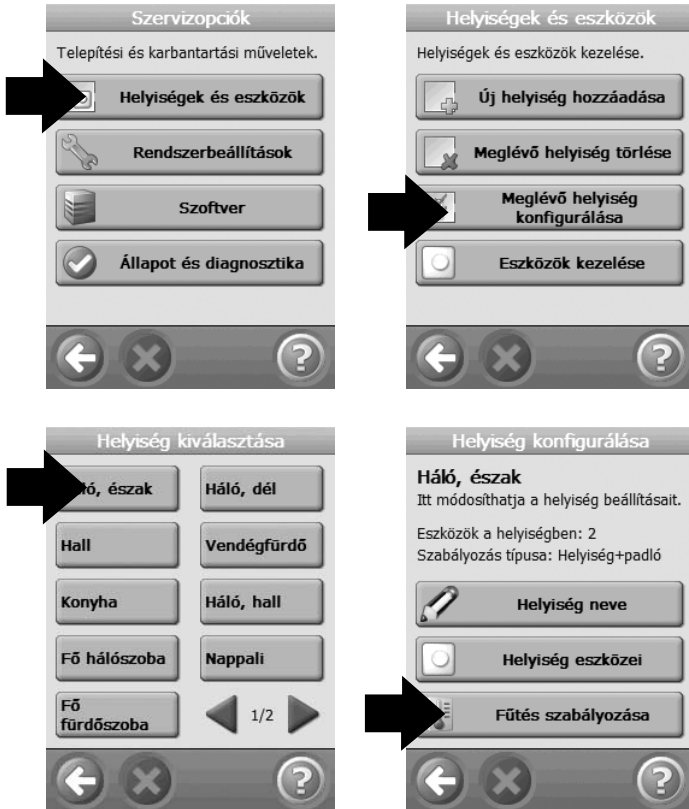 Szervizopciók
Telepítési és karbantartási műveletek.
Helyiségek és eszközök
Rendszerbeállítások
Szoftver
Állapot és diagnosztika
?
Helyiségek és eszközök
Helyiségek és eszközök kezelése.
Új helyiség hozzáadása
Meglévő helyiség törlése
Meglévő helyiség
konfigurálása
Eszközök kezelése
?
Helyiség kiválasztása
észak
Háló, dél
Hall
Vendégfürdő
Konyha
Háló, hall
Fő hálószoba
Nappali
Fő
fürdőszoba
1/2
?
Helyiség konfigurálása
Háló, észak
Itt módosíthatja a helyiség beállításait.
Eszközök a helyiségben: 2
Szabályozás típusa: Helyiség+padló
Helyiség neve
Helyiség eszközei
Fűtés szabályozása
?